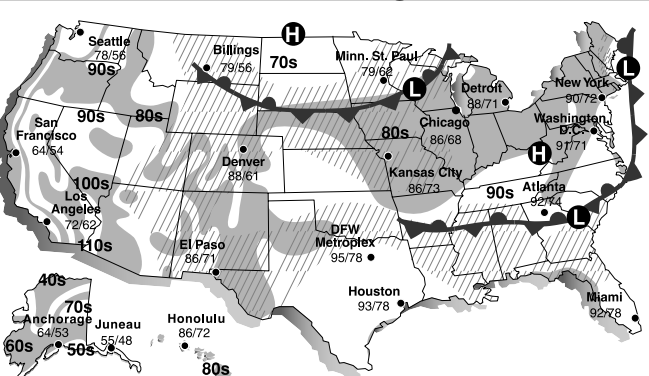 H
Seattle
78/56
Billings
79/56
70s
Minn. St. Paul
79/62
L
90s
L
Detroit
88/71
New York
90/72
90s
80s
San
Francisco
64/54
Chicago
86/68
80s
Washington
D.C.
91/71
Denver
88/61
Kansas City
86/73
H
100s
90s
Atlanta
92/74
Los
Angeles
72/62
L
110s
El Paso
86/71
DFW
Metroplex
95/78
Houston
93/78
Miami
92/78
40s
70s
Anchorage
64/53
Juneau
55/48
60s
50s
Honolulu
86/72
80s